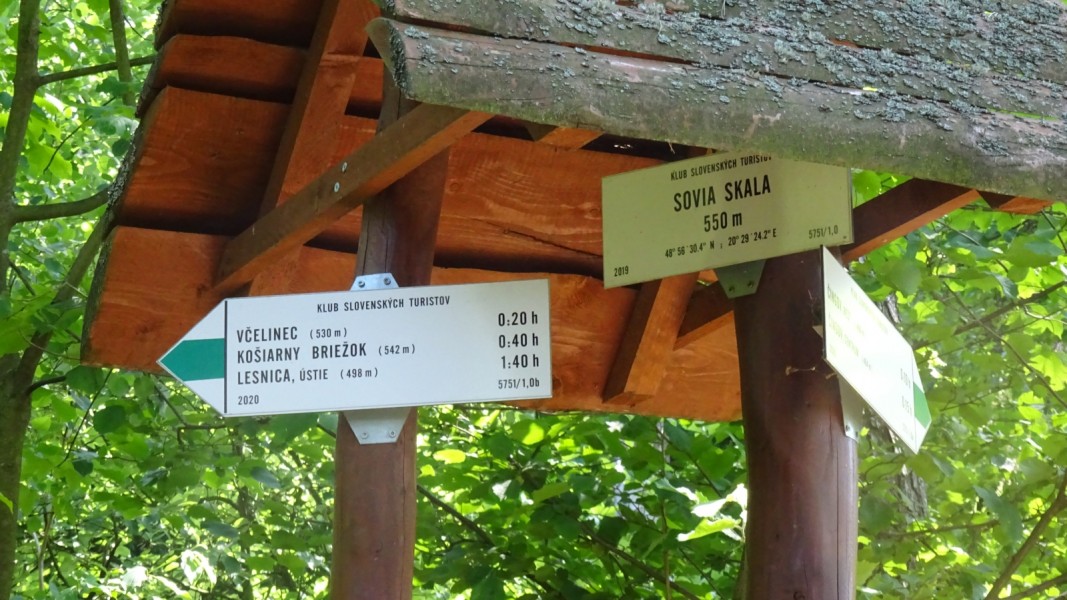 KLUB SLOVENSKÝCH TURISTOV
SOVIA SKALA
550 m
48° 56´30.4" N ; 20° 29´24.2" E
2019 5751/1,0
KLUB SLOVENSKÝCH TURISTOV
VČELINEC (530 m) 0:20 h
KOŠIARNY BRIEŽOK (542 m) 0:40 h
LESNICA, ÚSTIE (498 m) 1:40 h
2020 5751/1,0b